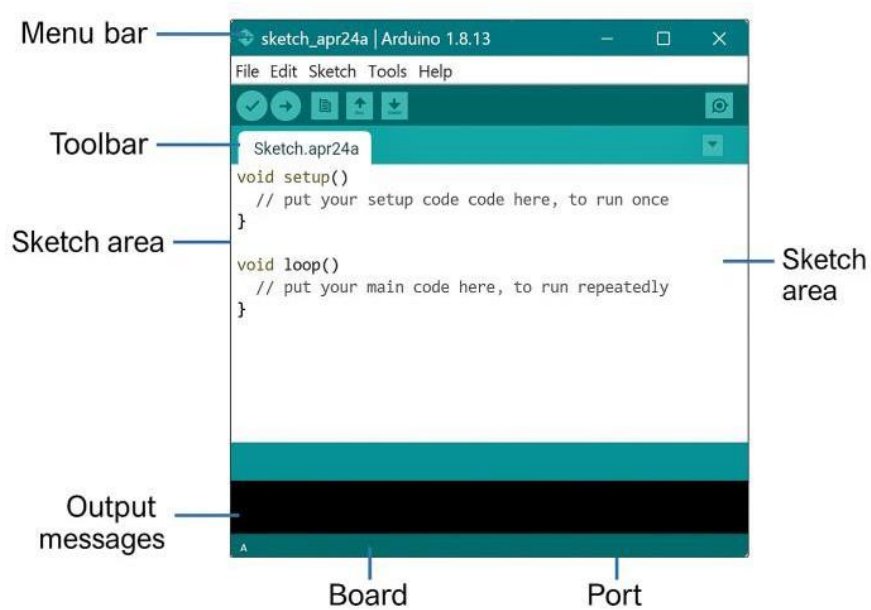 Menu bar
sketch_apr24a | Arduino 1.8.13
File Edit Sketch Tools Help
Toolbar
Sketch.apr24a
void setup()
// put your setup code code here, to run once
}
Sketch area
void loop()
// put your main code here, to run repeatedly
}
Sketch
area
Output
messages
A
Board
Port